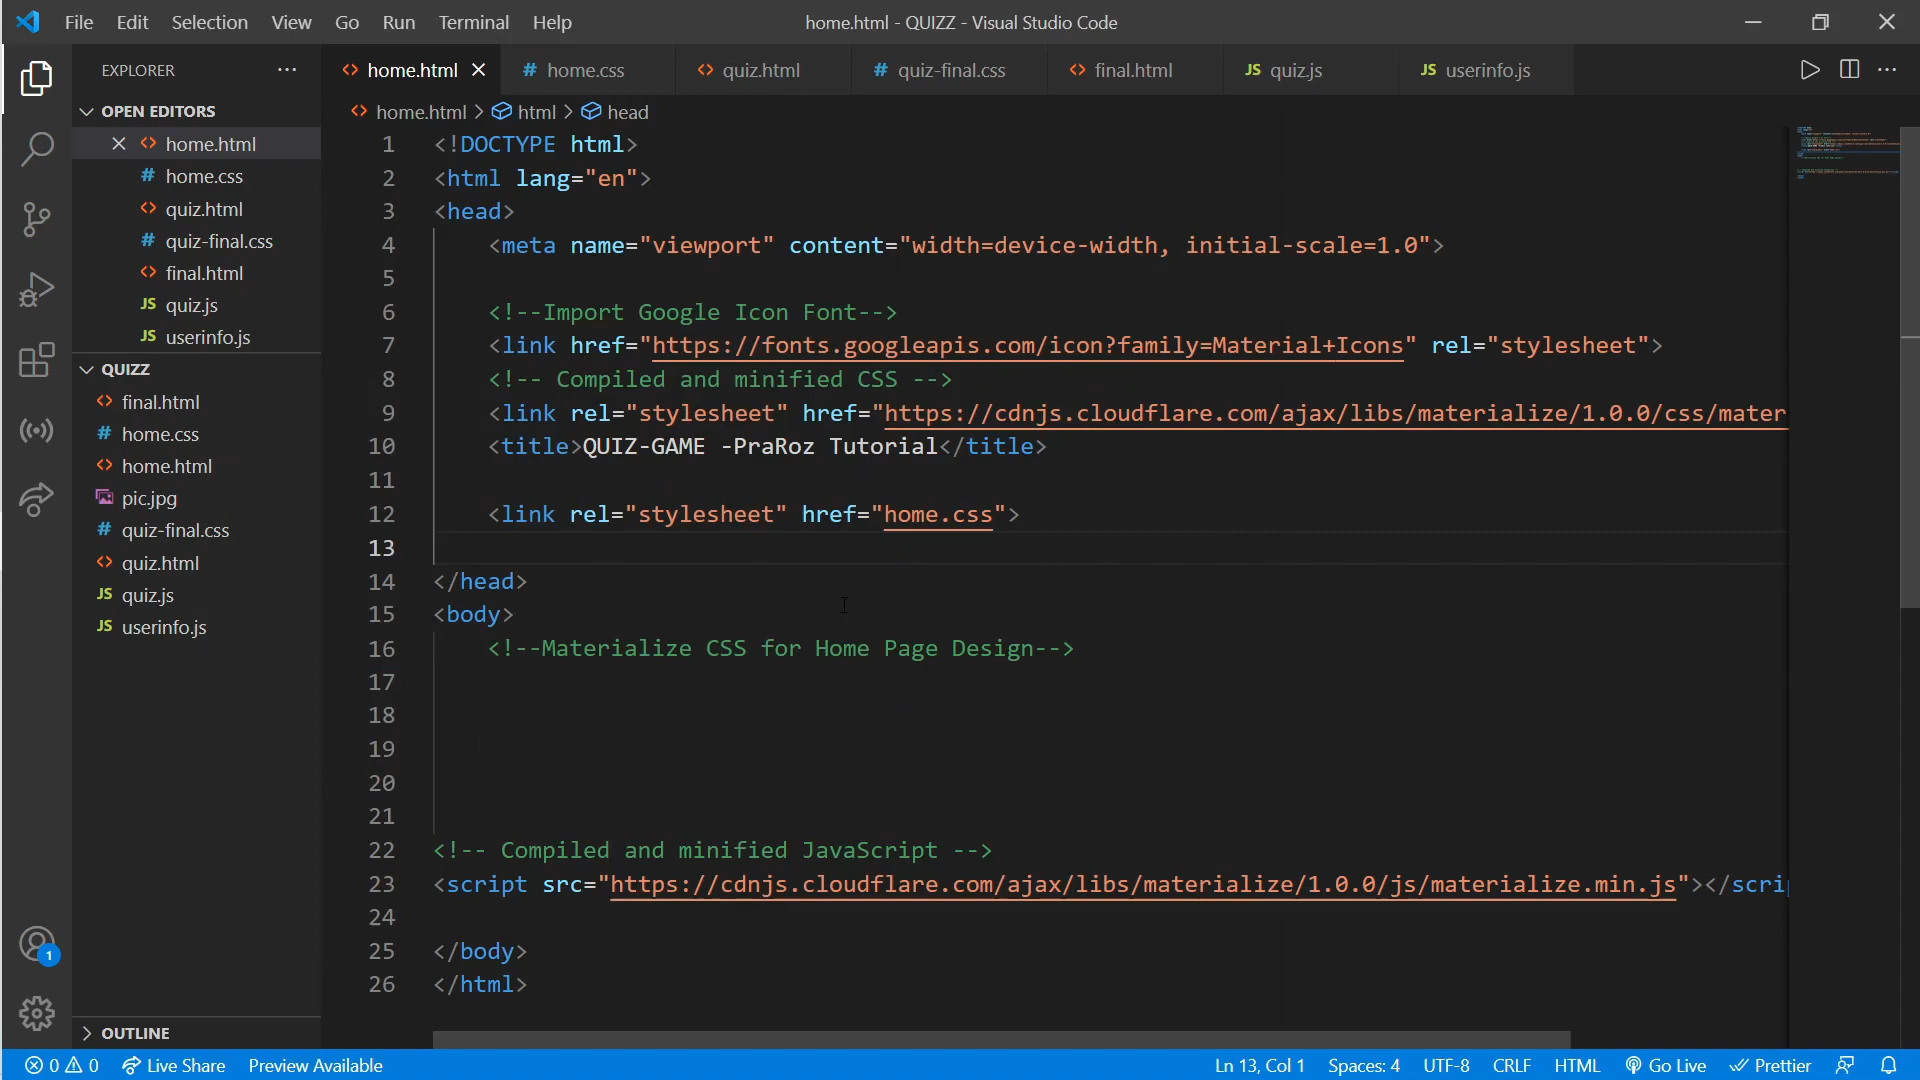 File Edit Selection View Go Run Terminal Help
home.html - QUIZZ - Visual Studio Code
EXPLORER
OPEN EDITORS
home.html
home.css
quiz.html
quiz-final.css
final.html
JS quiz.js
JS userinfo.js
QUIZZ
final.html
# home.css
home.html
pic.jpg
# quiz-final.css
quiz.html
JS quiz.js
JS userinfo.js
OUTLINE
home.html # home.css quiz.html # quiz-final.css final.html JS quiz.js JS userinfo.js
home.html > html > head
1 <!DOCTYPE html>
2 <html lang="en">
3 <head>
4 <meta name="viewport" content="width=device-width, initial-scale=1.0">
5
6 <!--Import Google Icon Font-->
7 <link href="https://fonts.googleapis.com/icon?family=Material+Icons" rel="stylesheet">
8 <!-- Compiled and minified CSS -->
9 <link rel="stylesheet" href="https://cdnjs.cloudflare.com/ajax/libs/materialize/1.0.0/css/mater
10 <title>QUIZ-GAME -PraRoz Tutorial</title>
11
12 <link rel="stylesheet" href="home.css">
13
14 </head>
15 <body>
16 <!--Materialize CSS for Home Page Design-->
17
18
19
20
21
22 <!-- Compiled and minified JavaScript -->
23 <script src="https://cdnjs.cloudflare.com/ajax/libs/materialize/1.0.0/js/materialize.min.js"></scri
24
25 </body>
26 </html>
1
0 0 Live Share Preview Available
Ln 13, Col 1 Spaces: 4 UTF-8 CRLF HTML Go Live Prettier